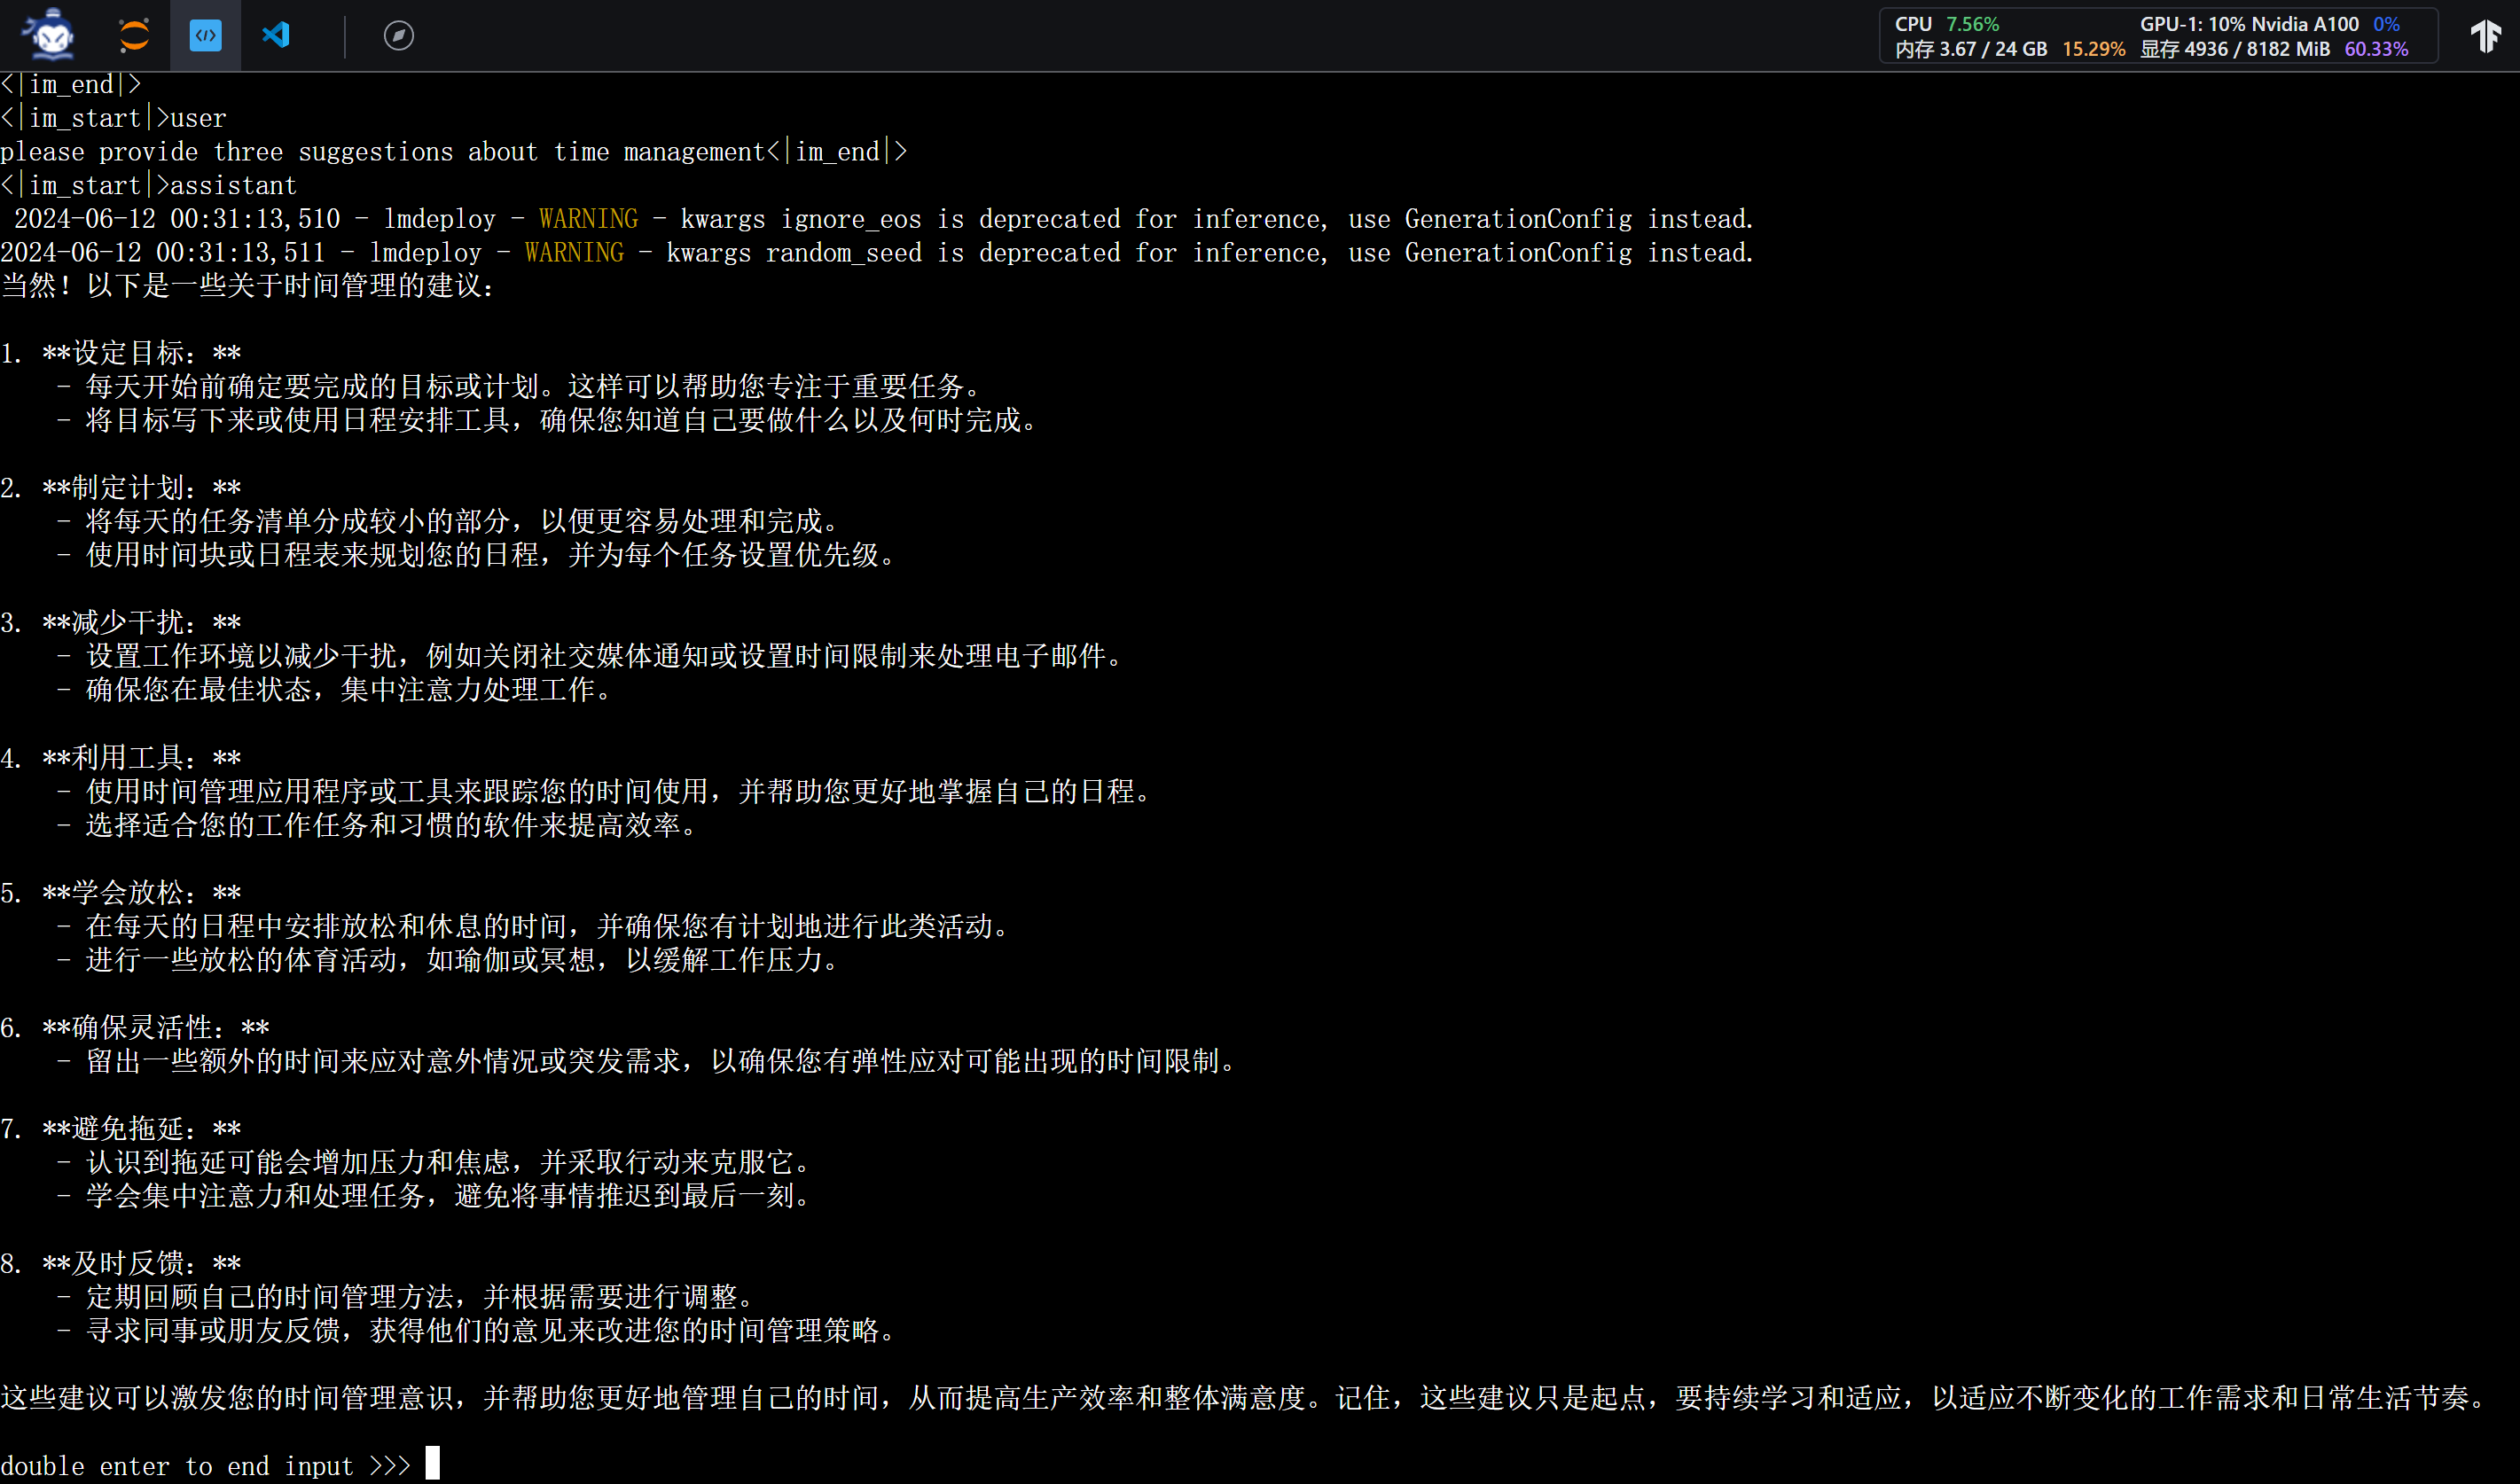 CPU 7.56% GPU-1: 10% Nvidia A100 0%
内存 3.67 / 24 GB 15.29% 显存 4936 / 8182 MiB 60.33%
<|im_end|>
<|im_start|>user
please provide three suggestions about time management<|im_end|>
<|im_start|>assistant
2024-06-12 00:31:13,510 - lmdeploy - WARNING - kwargs ignore_eos is deprecated for inference, use GenerationConfig instead.
2024-06-12 00:31:13,511 - lmdeploy - WARNING - kwargs random_seed is deprecated for inference, use GenerationConfig instead.
当然！以下是一些关于时间管理的建议：
1. **设定目标：**
- 每天开始前确定要完成的目标或计划。这样可以帮助您专注于重要任务。
- 将目标写下来或使用日程安排工具，确保您知道自己要做什么以及何时完成。
2. **制定计划：**
- 将每天的任务清单分成较小的部分，以便更容易处理和完成。
- 使用时间块或日程表来规划您的日程，并为每个任务设置优先级。
3. **减少干扰：**
- 设置工作环境以减少干扰，例如关闭社交媒体通知或设置时间限制来处理电子邮件。
- 确保您在最佳状态，集中注意力处理工作。
4. **利用工具：**
- 使用时间管理应用程序或工具来跟踪您的时间使用，并帮助您更好地掌握自己的日程。
- 选择适合您的工作任务和习惯的软件来提高效率。
5. **学会放松：**
- 在每天的日程中安排放松和休息的时间，并确保您有计划地进行此类活动。
- 进行一些放松的体育活动，如瑜伽或冥想，以缓解工作压力。
6. **确保灵活性：**
- 留出一些额外的时间来应对意外情况或突发需求，以确保您有弹性应对可能出现的时间限制。
7. **避免拖延：**
- 认识到拖延可能会增加压力和焦虑，并采取行动来克服它。
- 学会集中注意力和处理任务，避免将事情推迟到最后一刻。
8. **及时反馈：**
- 定期回顾自己的时间管理方法，并根据需要进行调整。
- 寻求同事或朋友反馈，获得他们的意见来改进您的时间管理策略。
这些建议可以激发您的时间管理意识，并帮助您更好地管理自己的时间，从而提高生产效率和整体满意度。记住，这些建议只是起点，要持续学习和适应，以适应不断变化的工作需求和日常生活节奏。
double enter to end input >>>